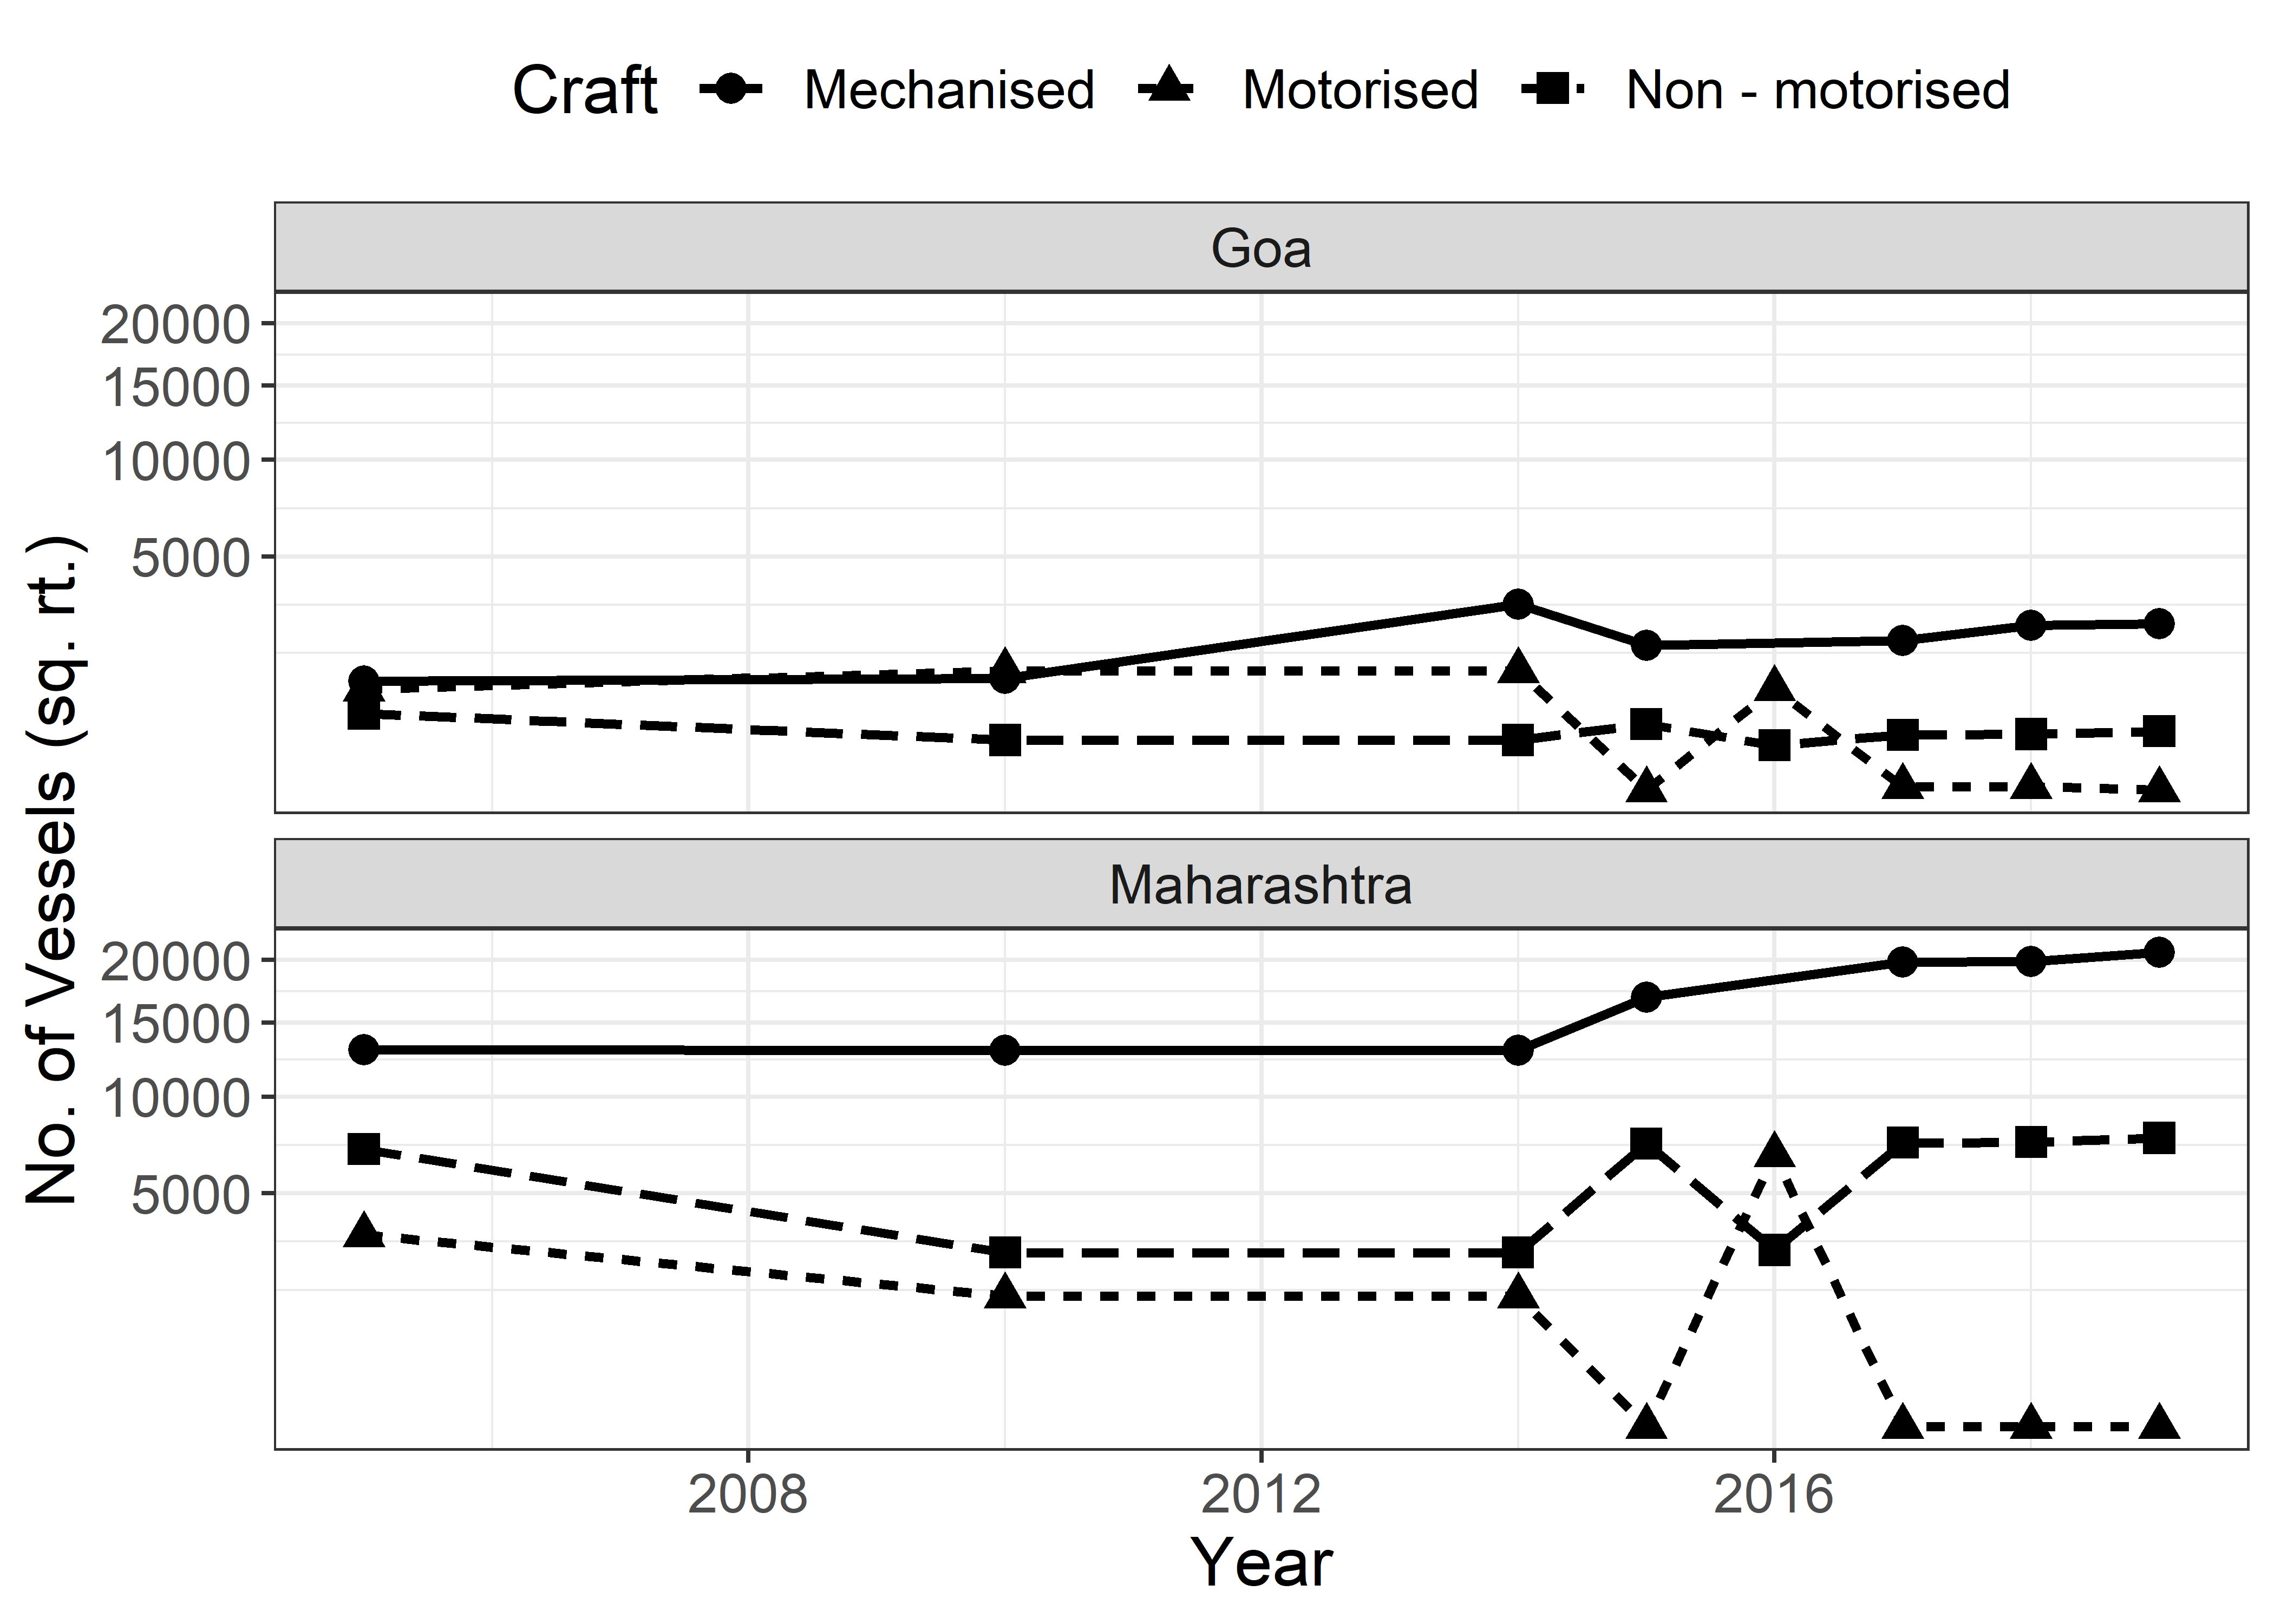 Craft Mechanised Motorised Non - motorised
Goa
20000
15000
10000
5000
Maharashtra
20000
15000
10000
5000
No. of Vessels (sq. rt.)
2008 2012 2016
Year